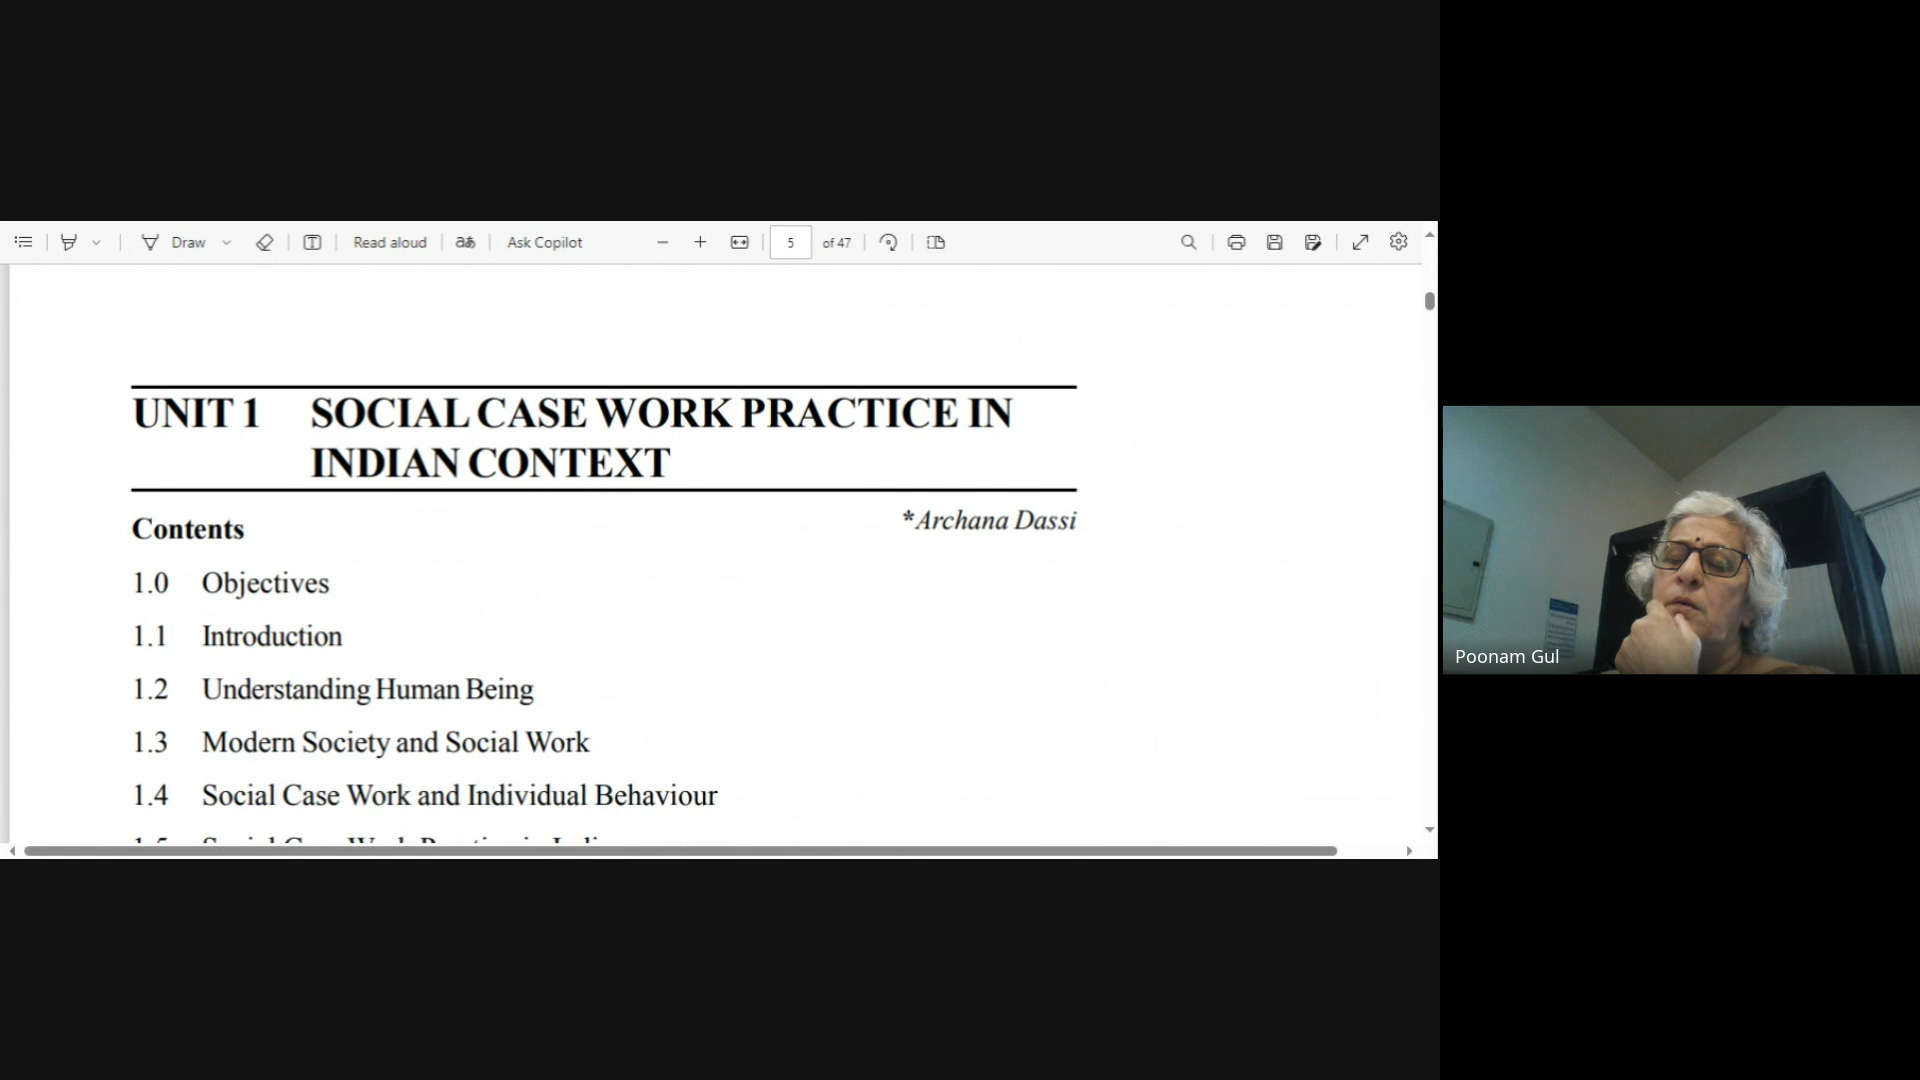 Draw
Read aloud
Ask Copilot
5 of 47
UNIT 1 SOCIAL CASE WORK PRACTICE IN
INDIAN CONTEXT
*Archana Dassi
Contents
1.0 Objectives
1.1 Introduction
1.2 Understanding Human Being
1.3 Modern Society and Social Work
1.4 Social Case Work and Individual Behaviour
Poonam Gul